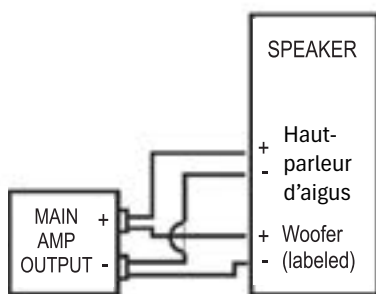 SPEAKER
+ Haut-
- parleur
d’aigus
+ Woofer
- (labeled)
MAIN +
AMP
OUTPUT -